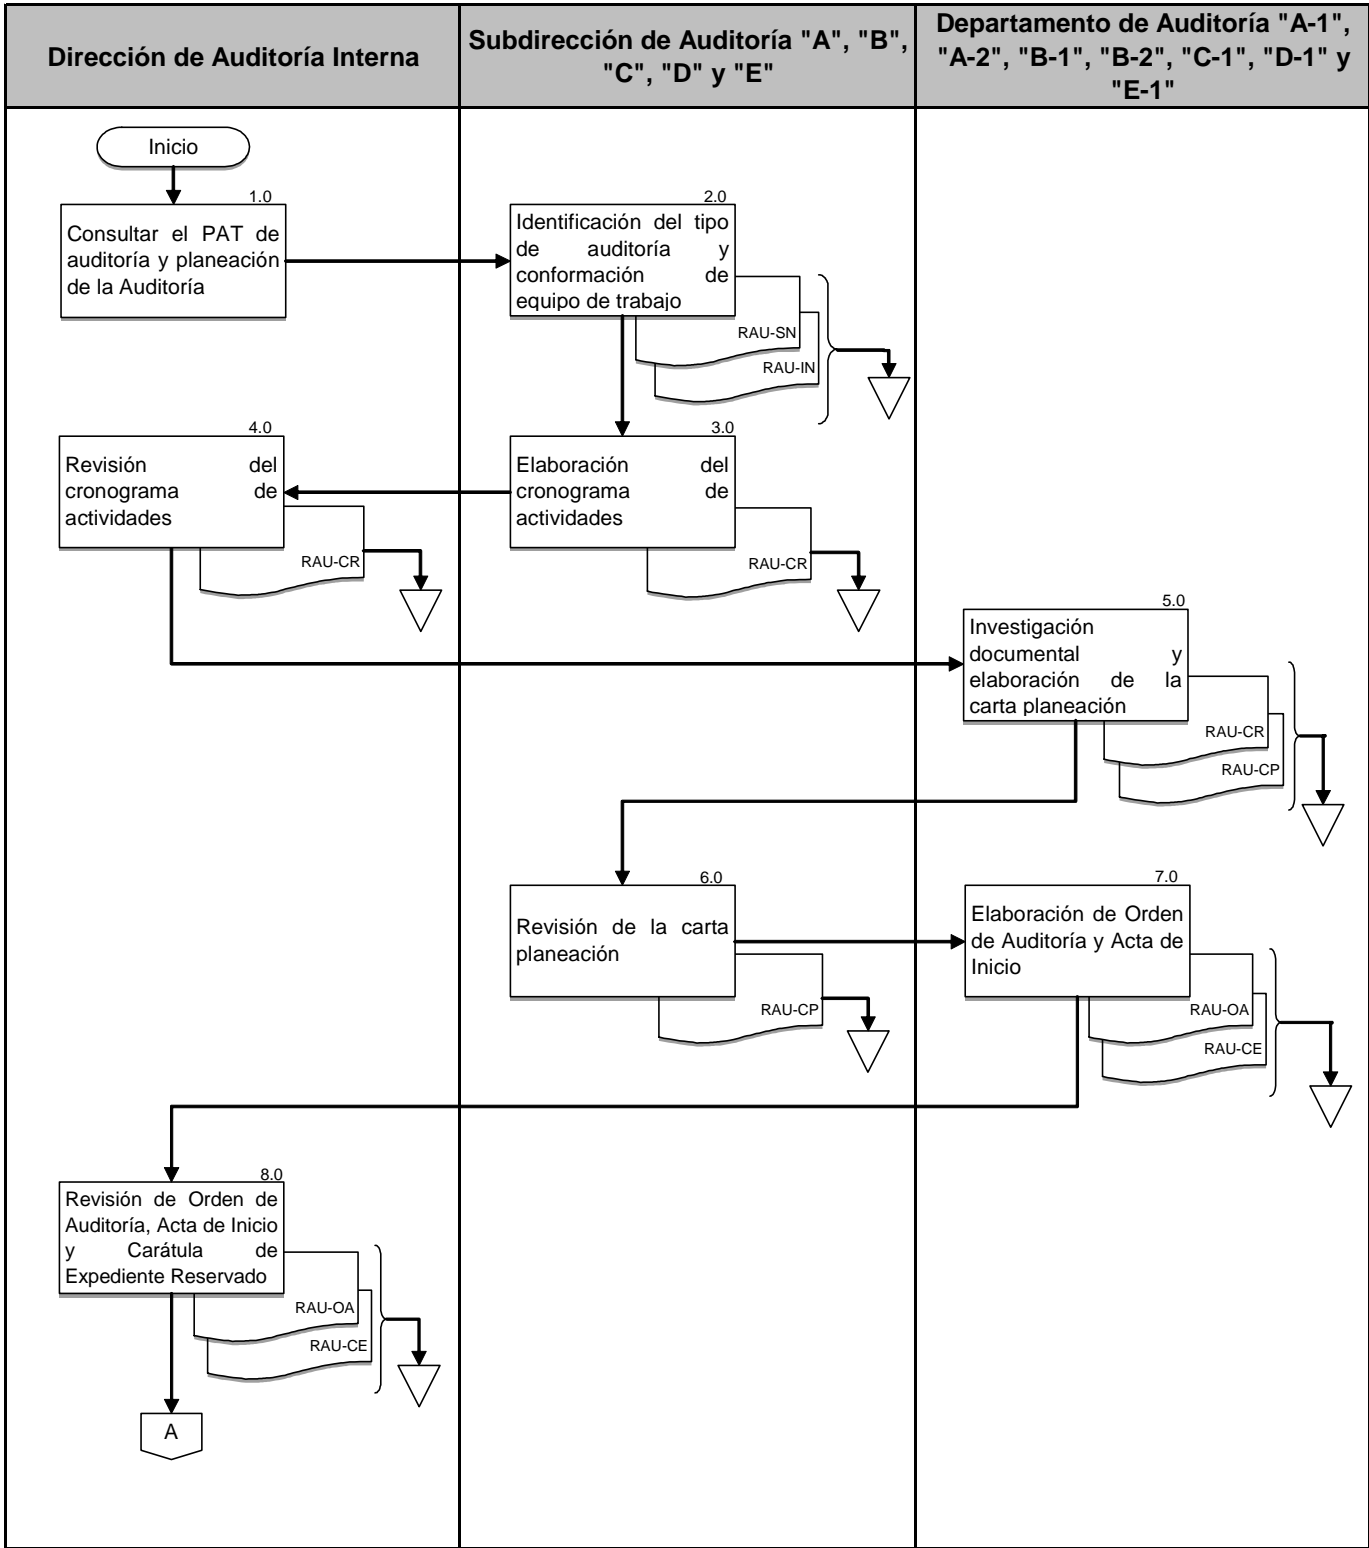 Dirección de Auditoría Interna
Subdirección de Auditoría "A", "B",
"C", "D" y "E"
Departamento de Auditoría "A-1",
"A-2", "B-1", "B-2", "C-1", "D-1" y
"E-1"
Inicio
1.0
Consultar el PAT de
auditoría y planeación
de la Auditoría
2.0
Identificación del tipo
de auditoría y
conformación de
equipo de trabajo
RAU-SN
RAU-IN
4.0
Revisión del
cronograma de
actividades
RAU-CR
3.0
Elaboración del
cronograma de
actividades
RAU-CR
5.0
Investigación
documental y
elaboración de la
carta planeación
RAU-CR
RAU-CP
6.0
Revisión de la carta
planeación
RAU-CP
7.0
Elaboración de Orden
de Auditoría y Acta de
Inicio
RAU-OA
RAU-CE
8.0
Revisión de Orden de
Auditoría, Acta de Inicio
y Carátula de
Expediente Reservado
RAU-OA
RAU-CE
A